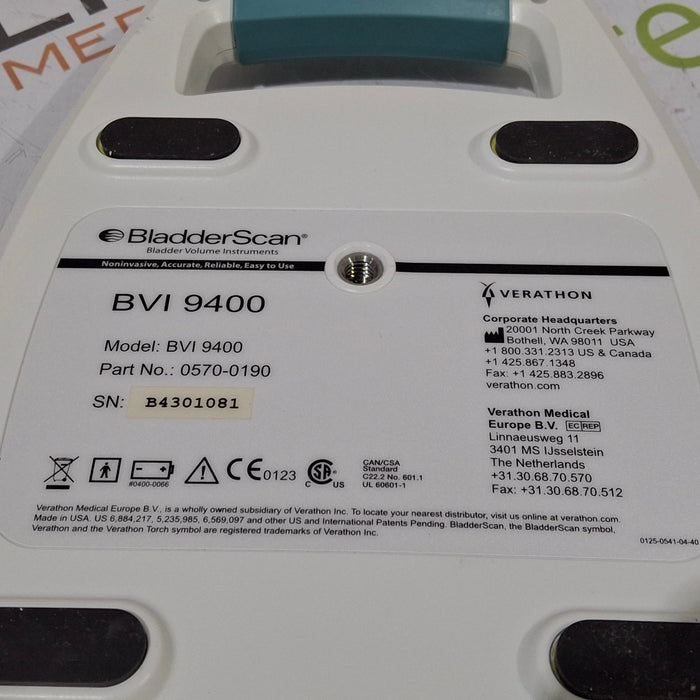 MED
BladderScan®
Bladder Volume Instruments
Noninvasive, Accurate, Reliable, Easy to Use
BVI 9400
Model: BVI 9400
Part No.: 0570-0190
SN: B4301081
VERATHON
Corporate Headquarters
20001 North Creek Parkway
Bothell, WA 98011 USA
+1 800.331.2313 US & Canada
+1 425.867.1348
Fax: +1 425.883.2896
verathon.com
Verathon Medical
Europe B.V. EC REP
Linnaeusweg 11
3401 MS IJsselstein
The Netherlands
+31.30.68.70.570
Fax: +31.30.68.70.512
#0400-0066
CE 0123
C US
CAN/CSA
Standard
C22.2 No. 601.1
UL 60601-1
Verathon Medical Europe B.V., is a wholly owned subsidiary of Verathon Inc. To locate your nearest distributor, visit us online at verathon.com.
Made in USA. US 6,884,217, 5,235,985, 6,569,097 and other US and International Patents Pending. BladderScan, the BladderScan symbol,
Verathon and the Verathon Torch symbol are registered trademarks of Verathon Inc.
0125-0541-04-40